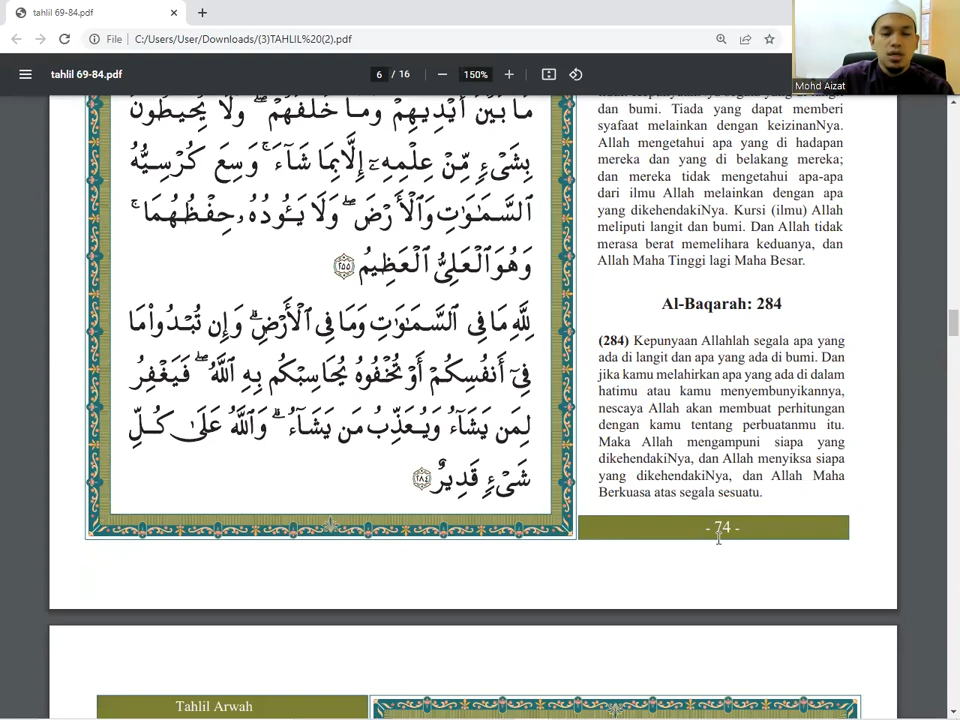 tahlil 69-84.pdf
File
C:/Users/User/Downloads/(3)TAHLIL%20(2).pdf
tahlil 69-84.pdf
6 / 16
150%
Mohd Aizat
مَا بَيْنَ أَيْدِيهِمْ وَمَا خَلْفَهُمْ ۖ وَلَا يُحِيطُونَ
بِشَىْءٍ مِّنْ عِلْمِهِۦٓ إِلَّا بِمَا شَآءَ ۚ وَسِعَ كُرْسِيُّهُ
ٱلسَّمَـٰوَٰتِ وَٱلْأَرْضَ ۖ وَلَا يَـُٔودُهُۥ حِفْظُهُمَا ۚ
وَهُوَ ٱلْعَلِىُّ ٱلْعَظِيمُ ٢٥٥
لِلَّهِ مَا فِى ٱلسَّمَـٰوَٰتِ وَمَا فِى ٱلْأَرْضِ ۗ وَإِن تُبْدُوا۟ مَا
فِىٓ أَنفُسِكُمْ أَوْ تُخْفُوهُ يُحَاسِبْكُم بِهِ ٱللَّهُ ۖ فَيَغْفِرُ
لِمَن يَشَآءُ وَيُعَذِّبُ مَن يَشَآءُ ۗ وَٱللَّهُ عَلَىٰ كُلِّ
شَىْءٍ قَدِيرٌ ٢٨٤
dan bumi. Tiada yang dapat memberi
syafaat melainkan dengan keizinanNya.
Allah mengetahui apa yang di hadapan
mereka dan yang di belakang mereka;
dan mereka tidak mengetahui apa-apa
dari ilmu Allah melainkan dengan apa
yang dikehendakiNya. Kursi (ilmu) Allah
meliputi langit dan bumi. Dan Allah tidak
merasa berat memelihara keduanya, dan
Allah Maha Tinggi lagi Maha Besar.
Al-Baqarah: 284
(284) Kepunyaan Allahlah segala apa yang
ada di langit dan apa yang ada di bumi. Dan
jika kamu melahirkan apa yang ada di dalam
hatimu atau kamu menyembunyikannya,
nescaya Allah akan membuat perhitungan
dengan kamu tentang perbuatanmu itu.
Maka Allah mengampuni siapa yang
dikehendakiNya, dan Allah menyiksa siapa
yang dikehendakiNya, dan Allah Maha
Berkuasa atas segala sesuatu.
- 74 -
Tahlil Arwah